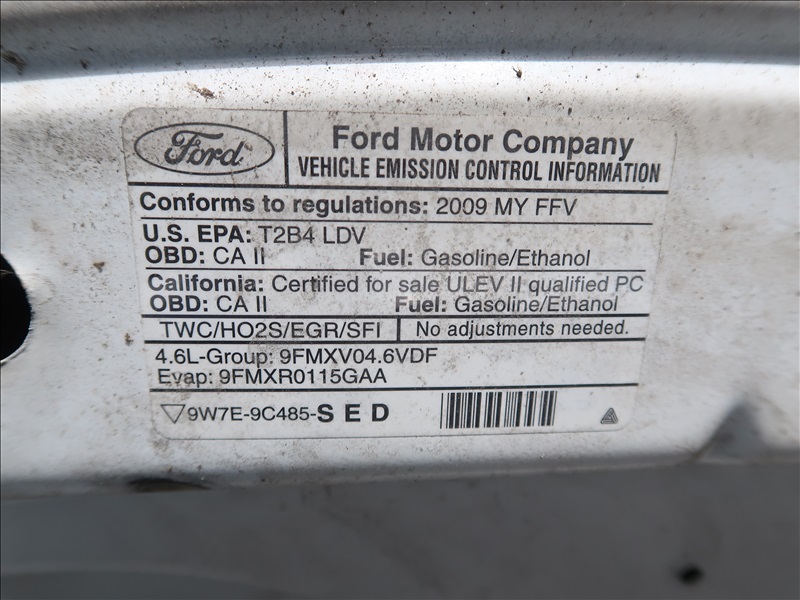 Ford
Ford Motor Company
VEHICLE EMISSION CONTROL INFORMATION
Conforms to regulations: 2009 MY FFV
U.S. EPA: T2B4 LDV
OBD: CA II Fuel: Gasoline/Ethanol
California: Certified for sale ULEV II qualified PC
OBD: CA II Fuel: Gasoline/Ethanol
TWC/HO2S/EGR/SFI No adjustments needed.
4.6L-Group: 9FMXV04.6VDF
Evap: 9FMXR0115GAA
▽9W7E-9C485-S E D